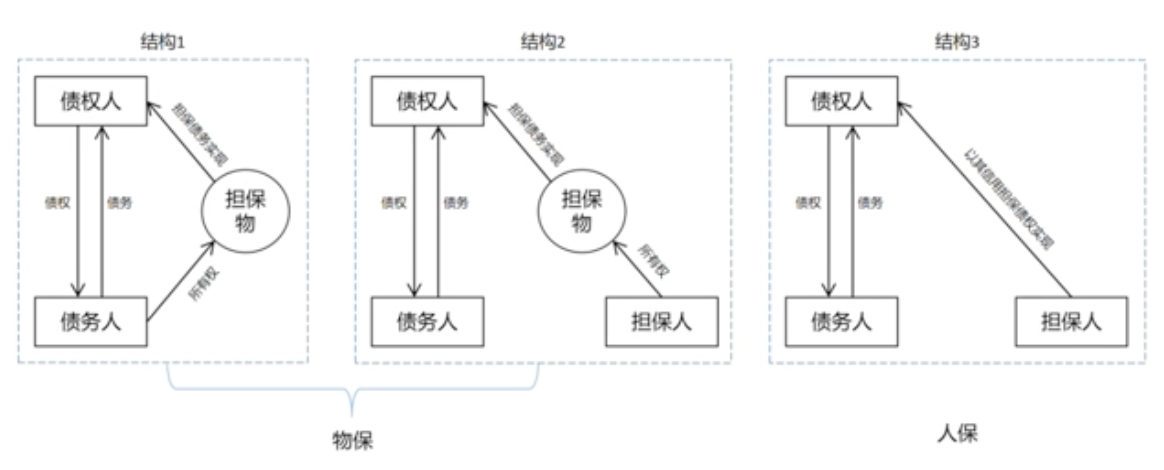 结构1
债权人
担保债务实现
债权
债务
担保
物
所有权
债务人
结构2
债权人
担保债务实现
债权
债务
担保
物
所有权
债务人
担保人
结构3
债权人
以其信用担保债权实现
债权
债务
债务人
担保人
物保
人保